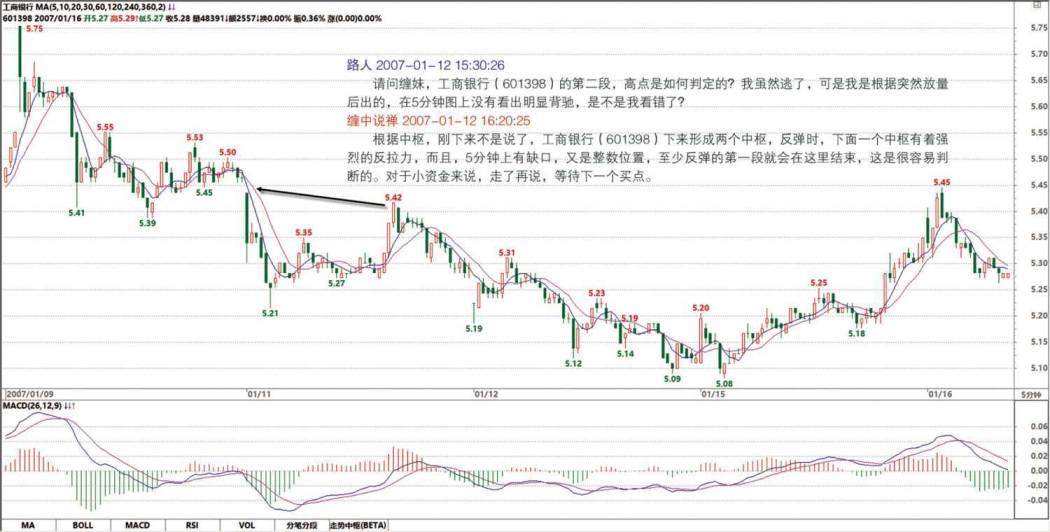 工商银行 MA(5,10,20,30,60,120,240,360,2)↓↓
601398 2007/01/16 开5.27 高5.29↑低5.27 收5.28 量48391↓额2557↓换0.00% 振0.36% 涨(0.00)0.00%
5.75
5.75
5.70
路人 2007-01-12 15:30:26
请问缠妹，工商银行（601398）的第二段，高点是如何判定的？我虽然逃了，可是我是根据突然放量
5.65
后出的，在5分钟图上没有看出明显背驰，是不是我看错了？
5.60
缠中说禅 2007-01-12 16:20:25
5.55
5.55
根据中枢，刚下来不是说了，工商银行（601398）下来形成两个中枢，反弹时，下面一个中枢有着强
5.53
烈的反拉力，而且，5分钟上有缺口，又是整数位置，至少反弹的第一段就会在这里结束，这是很容易判
5.50
5.50
断的。对于小资金来说，走了再说，等待下一个买点。
5.45
5.45
5.45
5.42
5.41
5.40
5.39
5.35
5.35
5.31
5.30
5.27
5.25
5.25
5.23
5.21
5.20
5.20
5.19
5.19
5.18
5.15
5.14
5.12
5.10
5.09
5.08
2007/01/09
01/11
01/12
01/15
01/16
5分钟
MACD(26,12,9)↓↓↑
0.06
0.04
0.02
0.00
-0.02
-0.04
MA
BOLL
MACD
RSI
VOL
分笔分段
走势中枢(BETA)